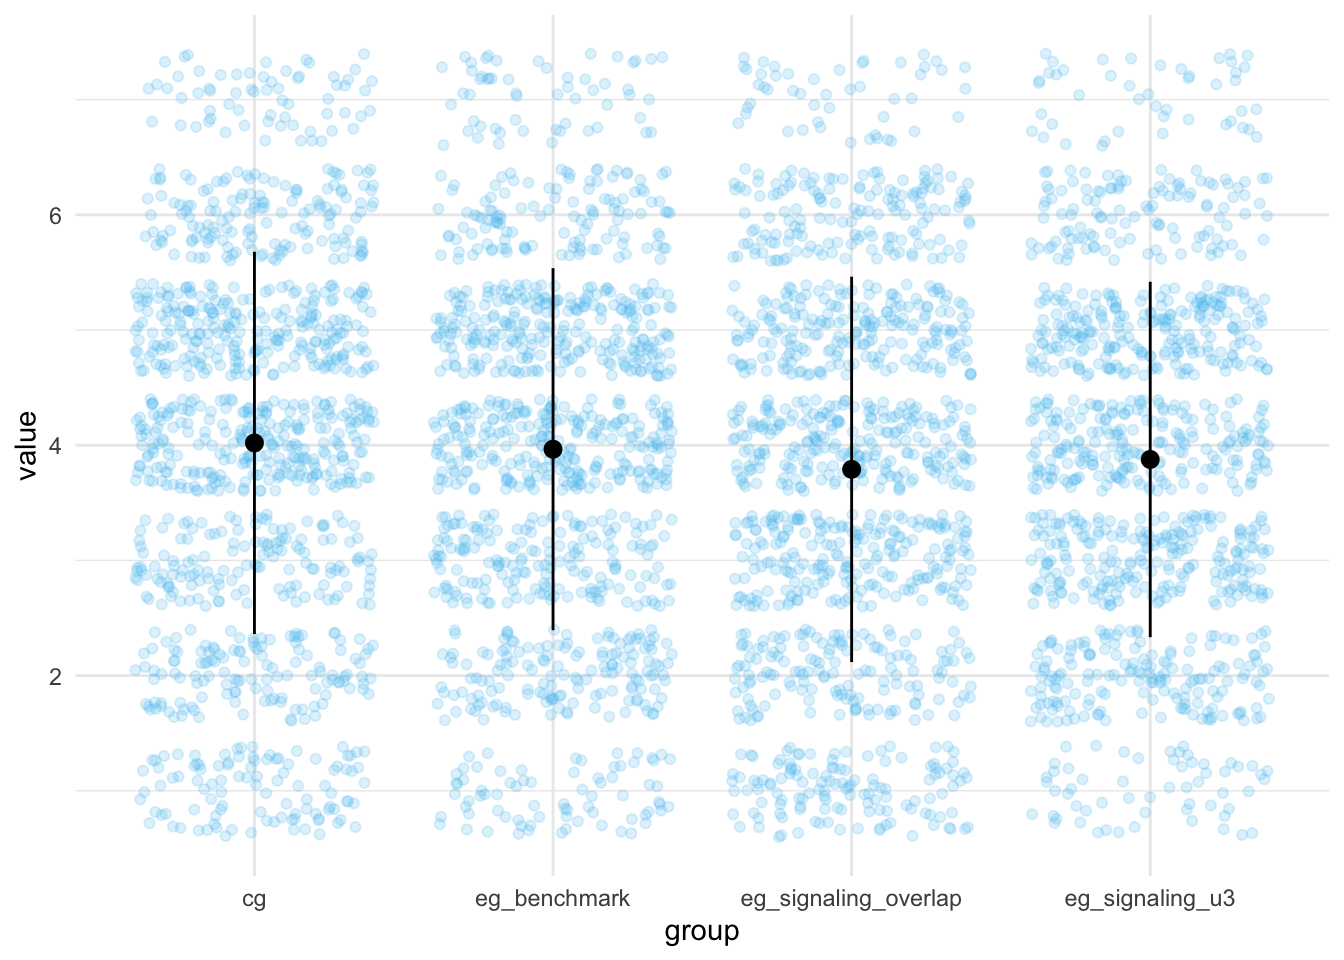 value
6
4
2
cg
eg_benchmark
eg_signaling_overlap
eg_signaling_u3
group